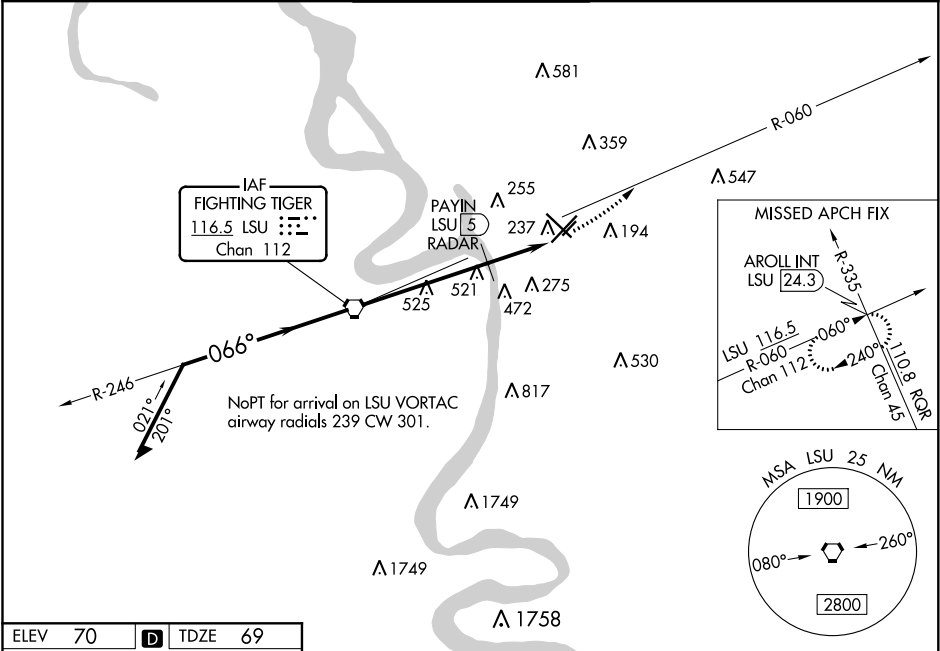 581
R-060
359
547
IAF
FIGHTING TIGER
116.5 LSU
Chan 112
255
PAYIN
LSU 5
RADAR
237
194
MISSED APCH FIX
R-335
AROLL INT
LSU 24.3
LSU 116.5
R-060
Chan 112
060°
240°
110.8 RQR
Chan 45
525
521
472
275
066°
R-246
021°
201°
NoPT for arrival on LSU VORTAC
airway radials 239 CW 301.
530
817
1749
1749
1758
MSA LSU 25 NM
1900
080°
260°
2800
ELEV 70 D TDZE 69